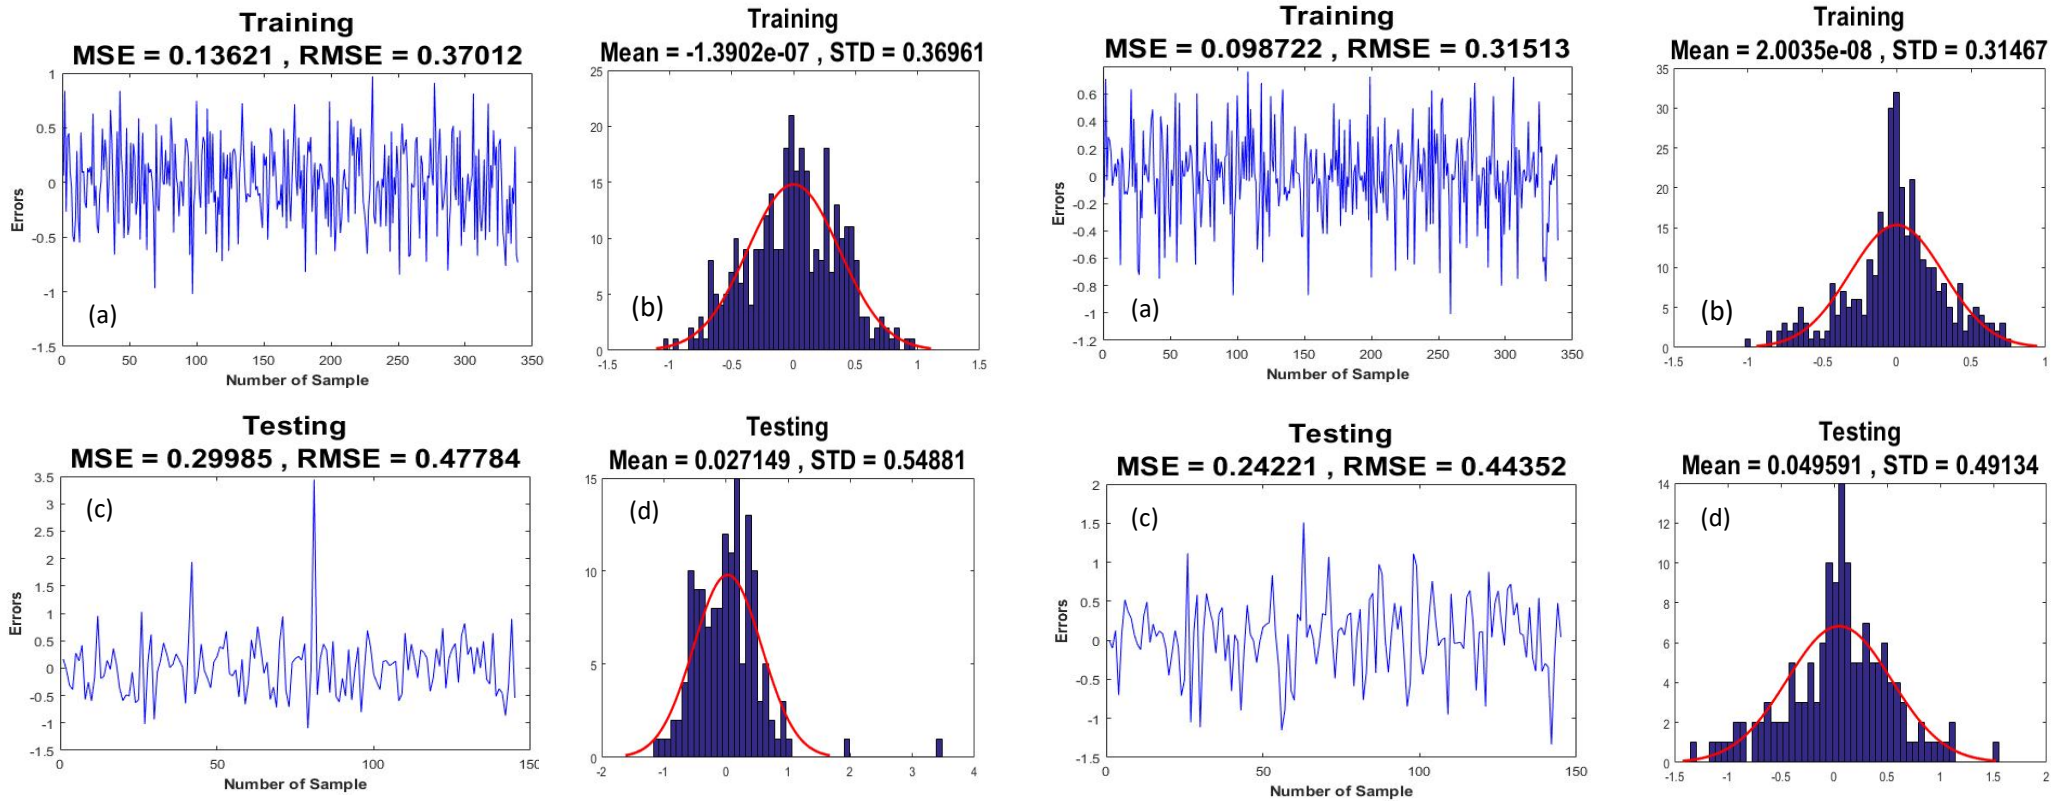 Training
MSE = 0.13621 , RMSE = 0.37012
1
0.5
0
-0.5
-1
-1.5
Errors
(a)
0 50 100 150 200 250 300 350
Number of Sample
Training
Mean = -1.3902e-07 , STD = 0.36961
25
20
15
10
5
0
(b)
-1.5 -1 -0.5 0 0.5 1 1.5
Training
MSE = 0.098722 , RMSE = 0.31513
0.6
0.4
0.2
0
-0.2
-0.4
-0.6
-0.8
-1
-1.2
Errors
(a)
0 50 100 150 200 250 300 350
Number of Sample
Training
Mean = 2.0035e-08 , STD = 0.31467
35
30
25
20
15
10
5
0
(b)
-1.5 -1 -0.5 0 0.5 1
Testing
MSE = 0.29985 , RMSE = 0.47784
3.5
3
2.5
2
1.5
1
0.5
0
-0.5
-1
-1.5
Errors
(c)
0 50 100 150
Number of Sample
Testing
Mean = 0.027149 , STD = 0.54881
15
10
5
0
(d)
-2 -1 0 1 2 3 4
Testing
MSE = 0.24221 , RMSE = 0.44352
2
1.5
1
0.5
0
-0.5
-1
-1.5
Errors
(c)
0 50 100 150
Number of Sample
Testing
Mean = 0.049591 , STD = 0.49134
14
12
10
8
6
4
2
0
(d)
-1.5 -1 -0.5 0 0.5 1 1.5 2